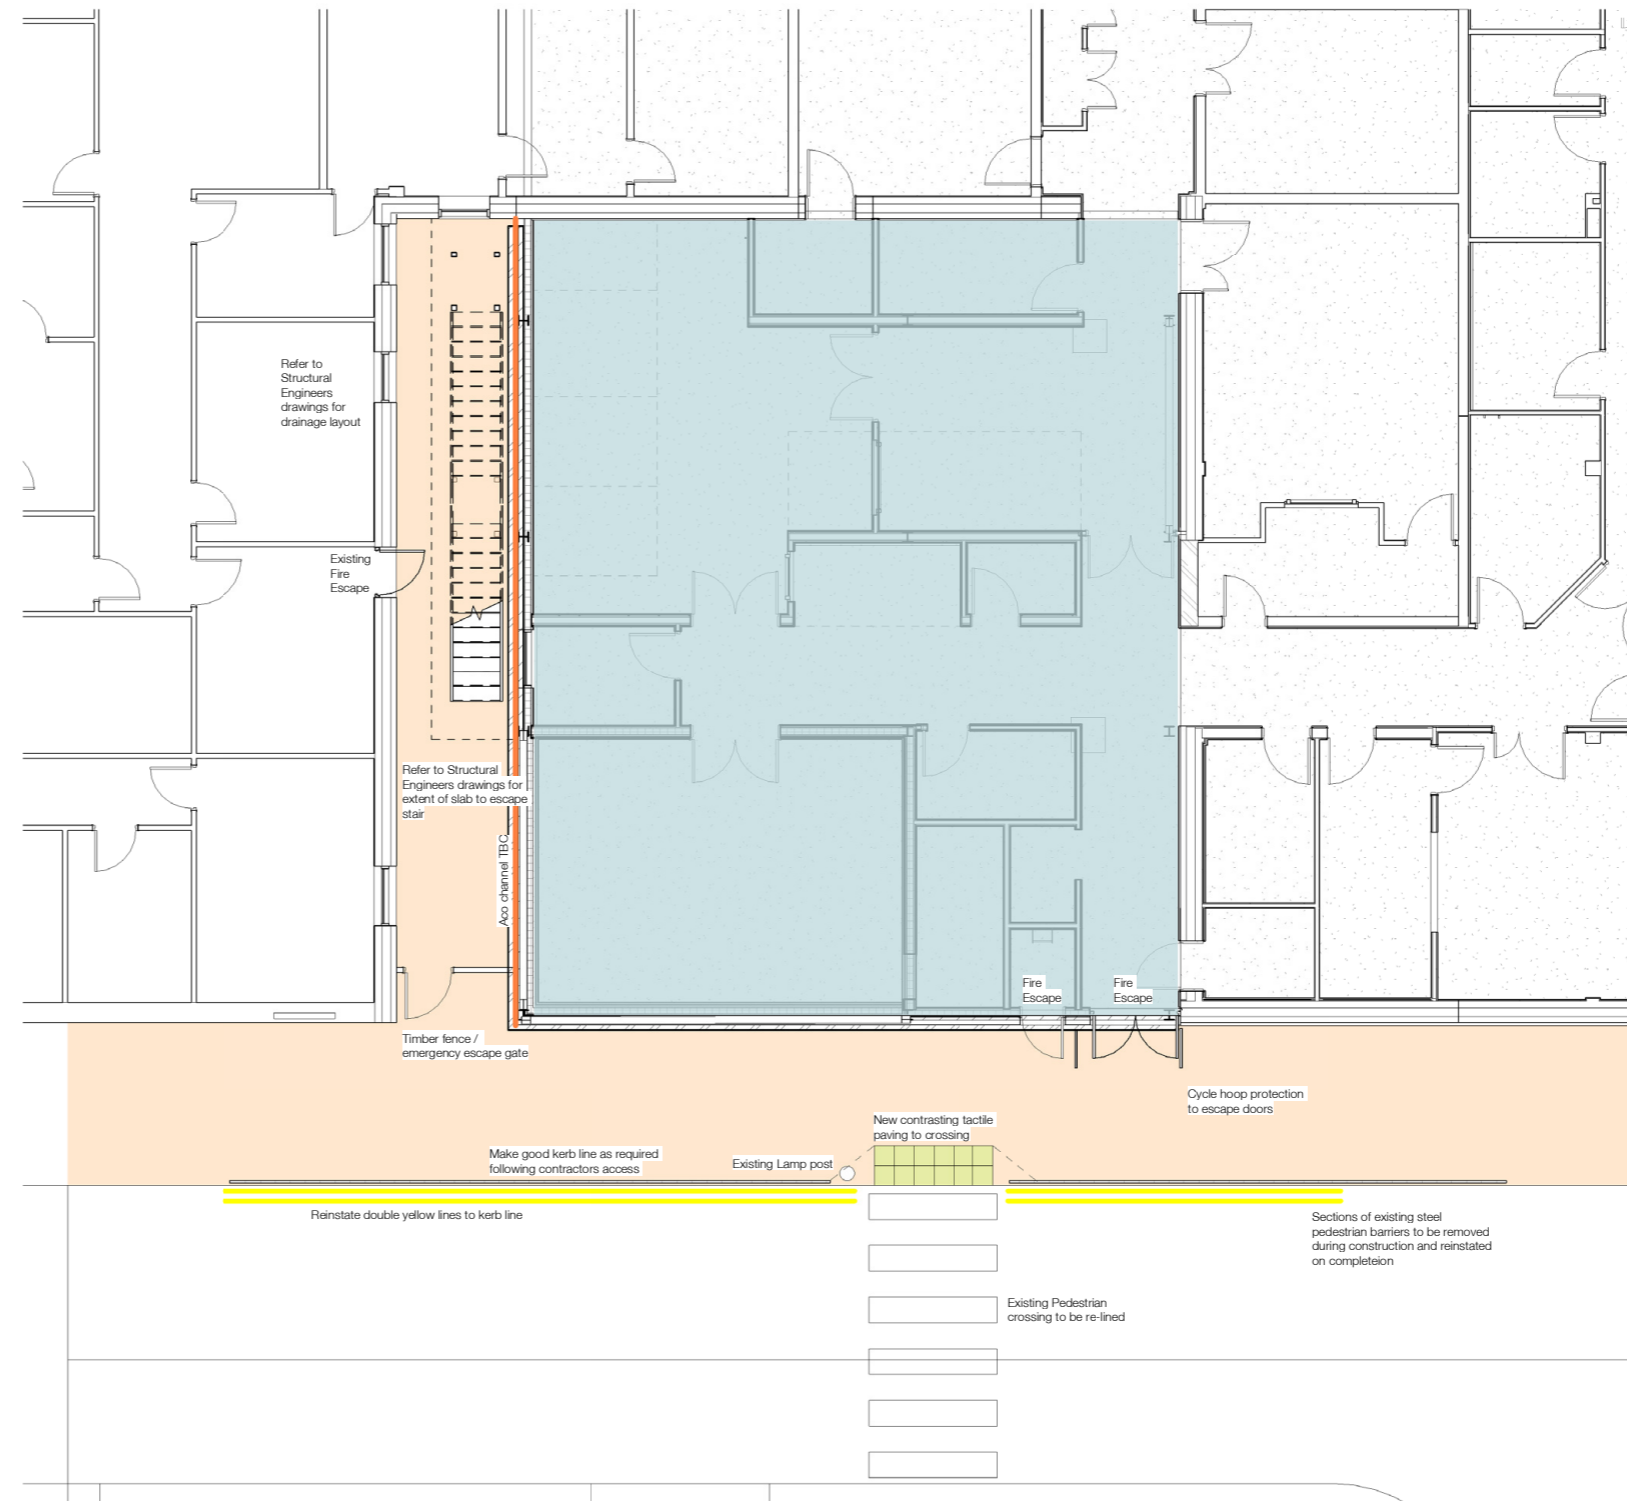 Refer to
Structural
Engineers
drawings for
drainage layout
Existing
Fire
Escape
Refer to Structural
Engineers drawings for
extent of slab to escape
stair
Aco channel TBC
Fire
Escape
Fire
Escape
Timber fence /
emergency escape gate
Cycle hoop protection
to escape doors
New contrasting tactile
paving to crossing
Make good kerb line as required
following contractors access
Existing Lamp post
Reinstate double yellow lines to kerb line
Sections of existing steel
pedestrian barriers to be removed
during construction and reinstated
on completeion
Existing Pedestrian
crossing to be re-lined